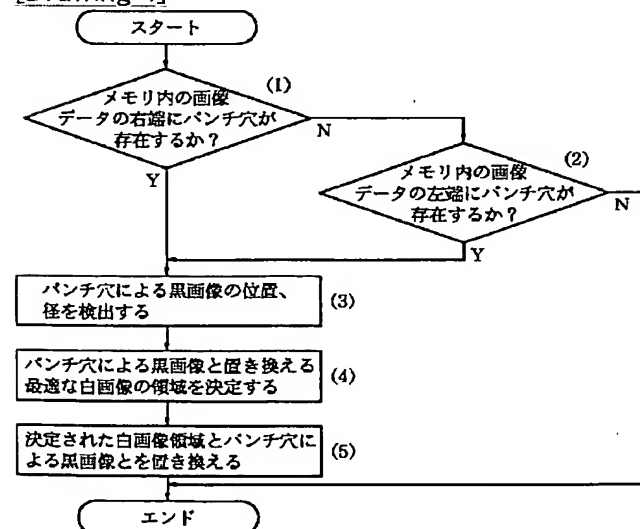 スタート
(1)
メモリ内の画像
データの右端にパンチ穴が
存在するか？
N
Y
(2)
メモリ内の画像
データの左端にパンチ穴が
存在するか？
N
Y
パンチ穴による黒画像の位置、
径を検出する
(3)
パンチ穴による黒画像と置き換える
最適な白画像の領域を決定する
(4)
決定された白画像領域とパンチ穴に
よる黒画像とを置き換える
(5)
エンド